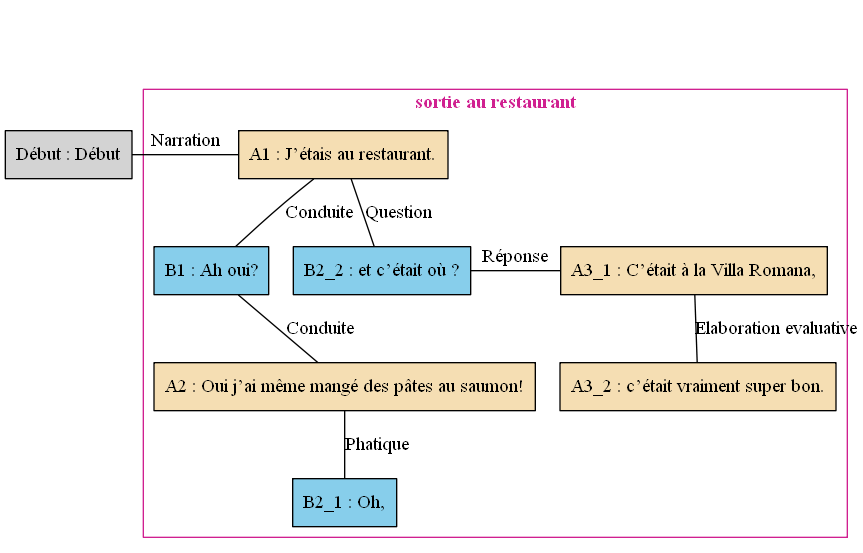 sortie au restaurant
Début : Début
Narration
A1 : J’étais au restaurant.
Conduite
Question
B1 : Ah oui?
B2_2 : et c’était où ?
Réponse
A3_1 : C’était à la Villa Romana,
Conduite
Elaboration evaluative
A2 : Oui j’ai même mangé des pâtes au saumon!
A3_2 : c’était vraiment super bon.
Phatique
B2_1 : Oh,